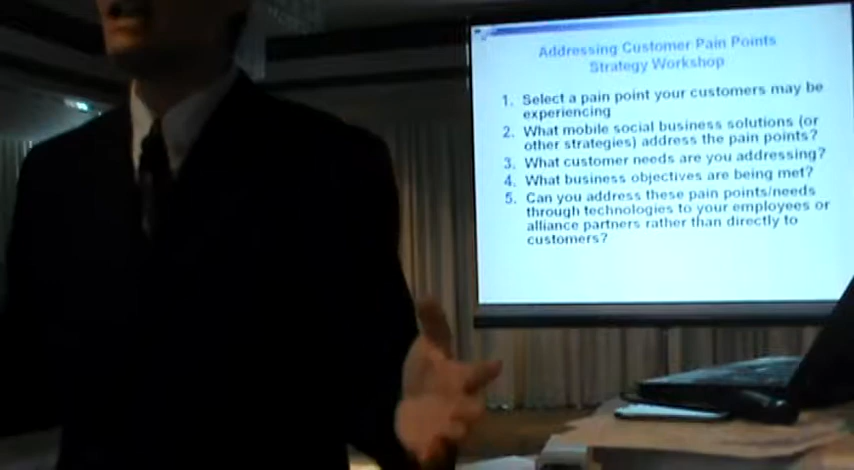 Addressing Customer Pain Points
Strategy Workshop
1. Select a pain point your customers may be
experiencing
2. What mobile social business solutions (or
other strategies) address the pain points?
3. What customer needs are you addressing?
4. What business objectives are being met?
5. Can you address these pain points/needs
through technologies to your employees or
alliance partners rather than directly to
customers?